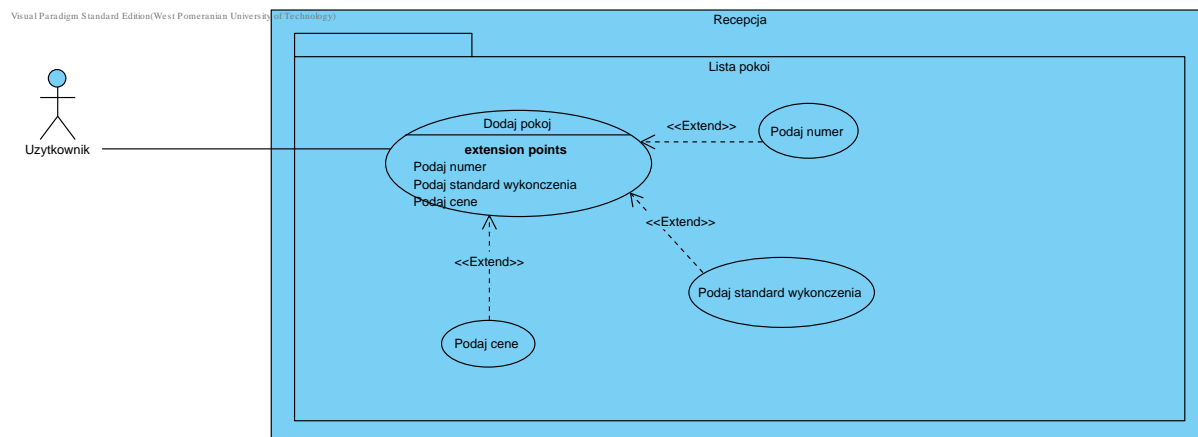 Visual Paradigm Standard Edition(West Pomeranian University of Technology)
Recepcja
Lista pokoi
Uzytkownik
Dodaj pokoj
extension points
Podaj numer
Podaj standard wykonczenia
Podaj cene
<<Extend>>
Podaj numer
<<Extend>>
Podaj standard wykonczenia
<<Extend>>
Podaj cene